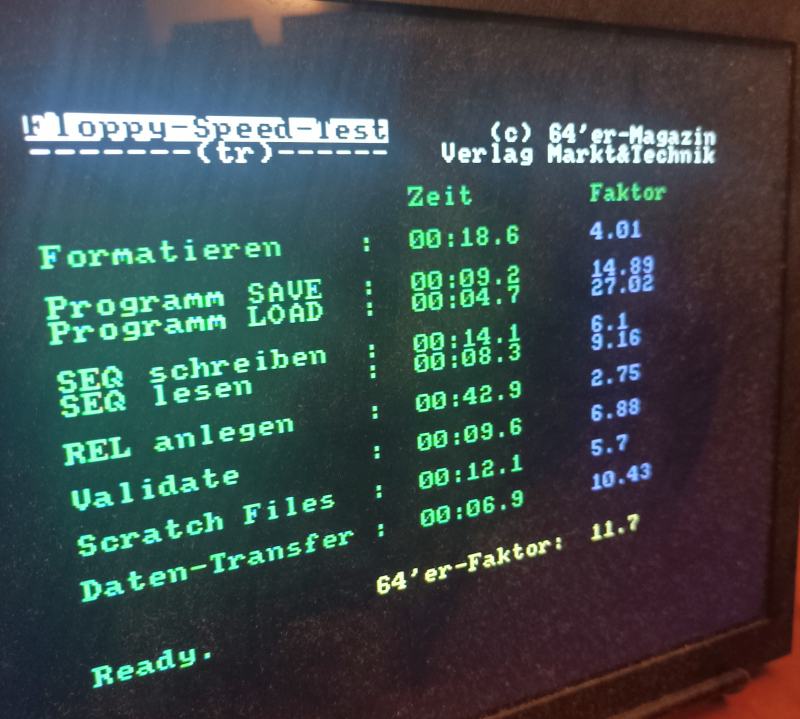 Floppy-Speed-Test (c) 64'er-Magazin
-------(tr)------ Verlag Markt&Technik
Zeit Faktor
Formatieren : 00:18.6 4.01
Programm SAVE : 00:09.2 14.89
Programm LOAD : 00:04.7 27.02
SEQ schreiben : 00:14.1 6.1
SEQ lesen : 00:08.3 9.16
REL anlegen : 00:42.9 2.75
Validate : 00:09.6 6.88
Scratch Files : 00:12.1 5.7
Daten-Transfer : 00:06.9 10.43
64'er-Faktor: 11.7
Ready.